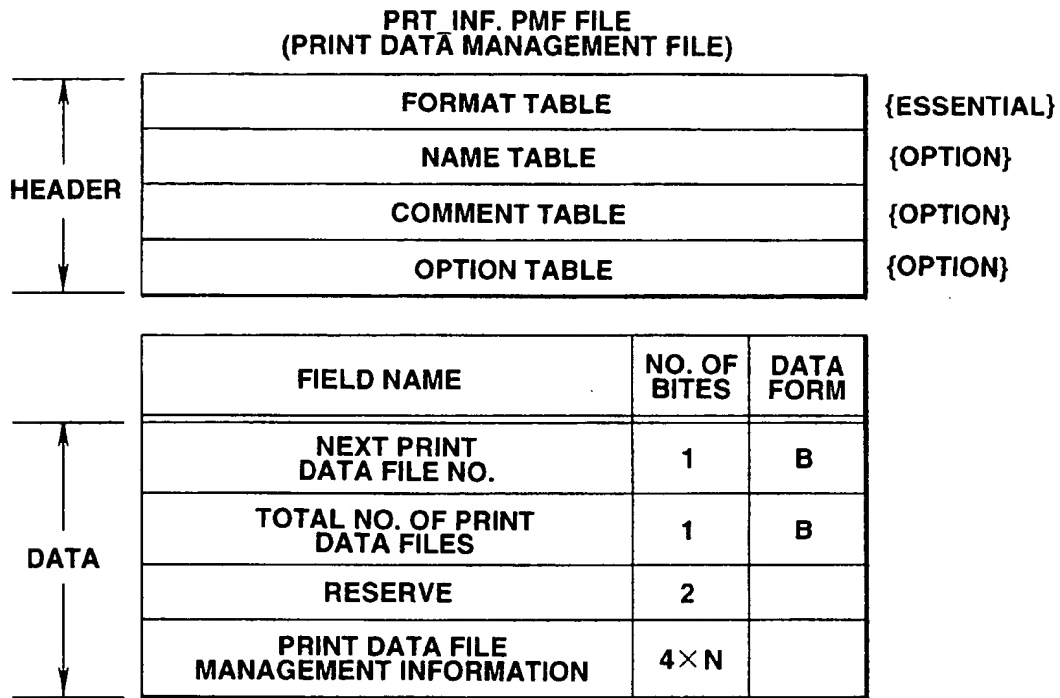 PRT_INF. PMF FILE
(PRINT DATA MANAGEMENT FILE)
FORMAT TABLE {ESSENTIAL}
NAME TABLE {OPTION}
HEADER
COMMENT TABLE {OPTION}
OPTION TABLE {OPTION}
FIELD NAME
NO. OF
BITES
DATA
FORM
NEXT PRINT
DATA FILE NO.
1
B
TOTAL NO. OF PRINT
DATA FILES
1
B
DATA
RESERVE
2
PRINT DATA FILE
MANAGEMENT INFORMATION
4×N